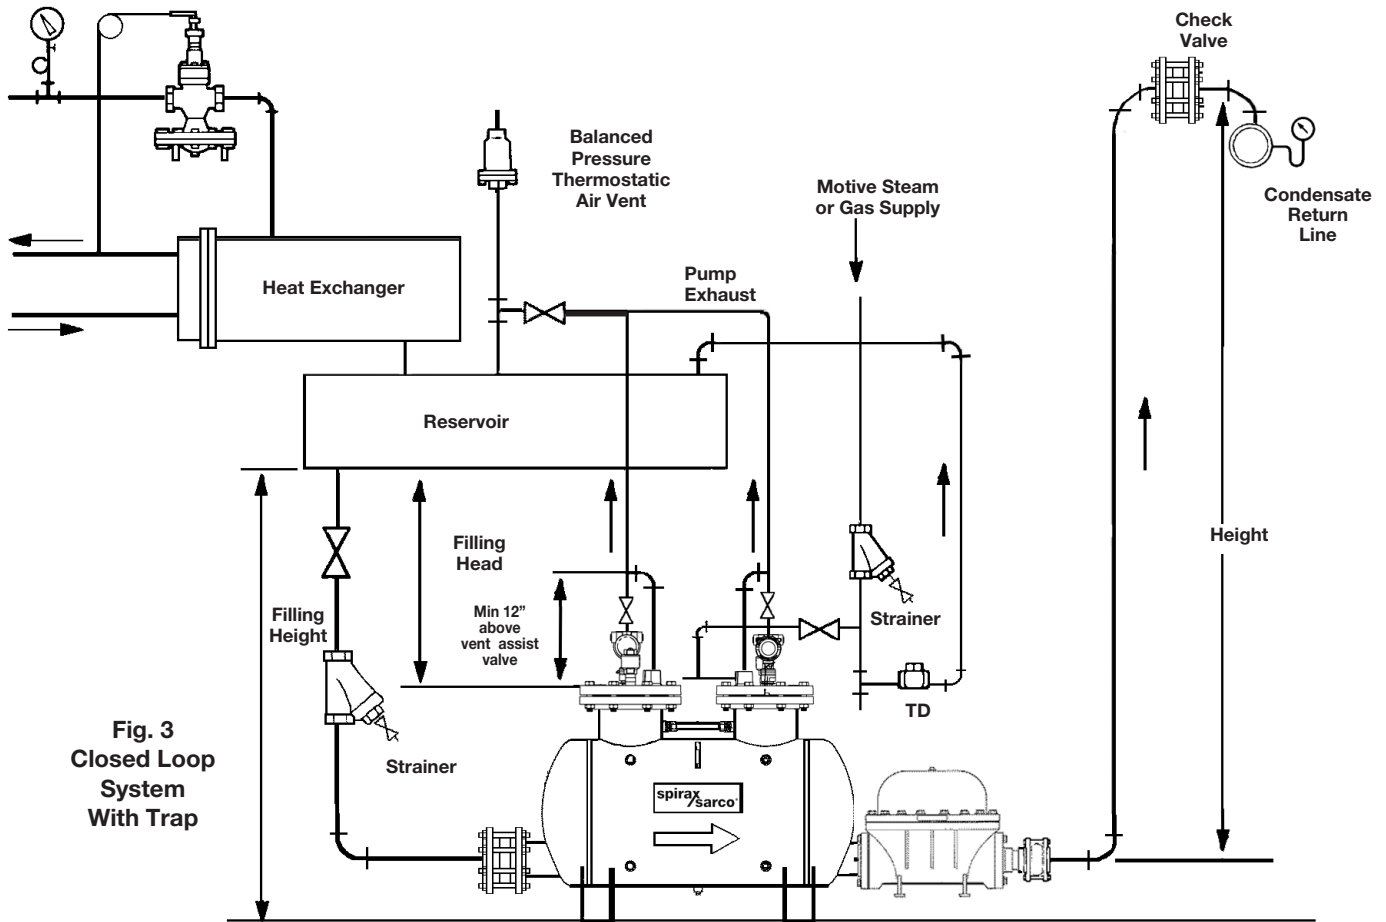 Check
Valve
Balanced
Pressure
Thermostatic
Air Vent
Motive Steam
or Gas Supply
Condensate
Return
Line
Heat Exchanger
Pump
Exhaust
Reservoir
Filling
Head
Height
Filling
Height
Min 12”
above
vent assist
valve
Strainer
TD
Fig. 3
Closed Loop
System
With Trap
Strainer
spirax
sarco®